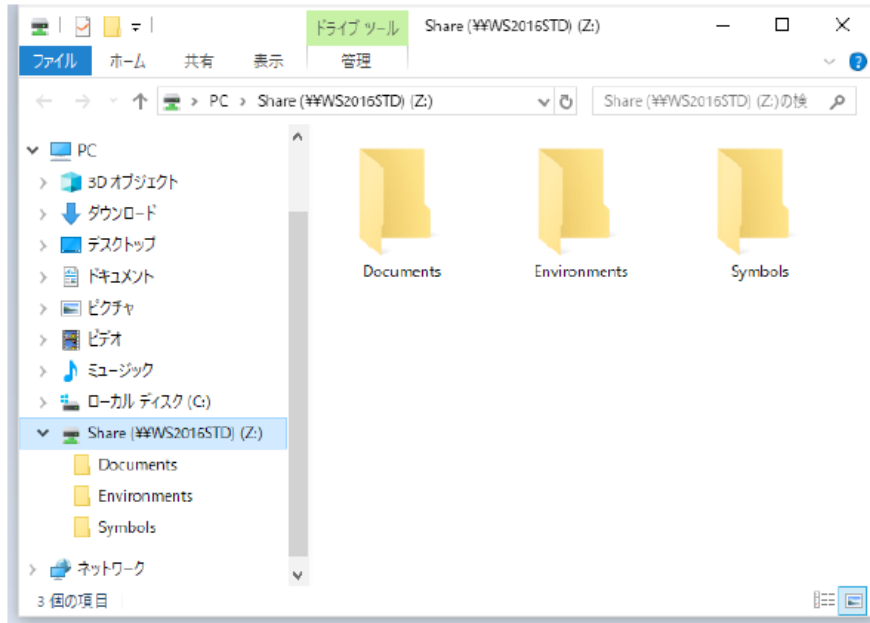 ドライブ ツール Share (¥¥WS2016STD) (Z:)
ファイル ホーム 共有 表示 管理
PC › Share (¥¥WS2016STD) (Z:) Share (¥¥WS2016STD) (Z:)の検
PC
3D オブジェクト
ダウンロード
デスクトップ
ドキュメント
ピクチャ
ビデオ
ミュージック
ローカル ディスク (C:)
Share (¥¥WS2016STD) (Z:)
Documents
Environments
Symbols
ネットワーク
Documents Environments Symbols
3 個の項目